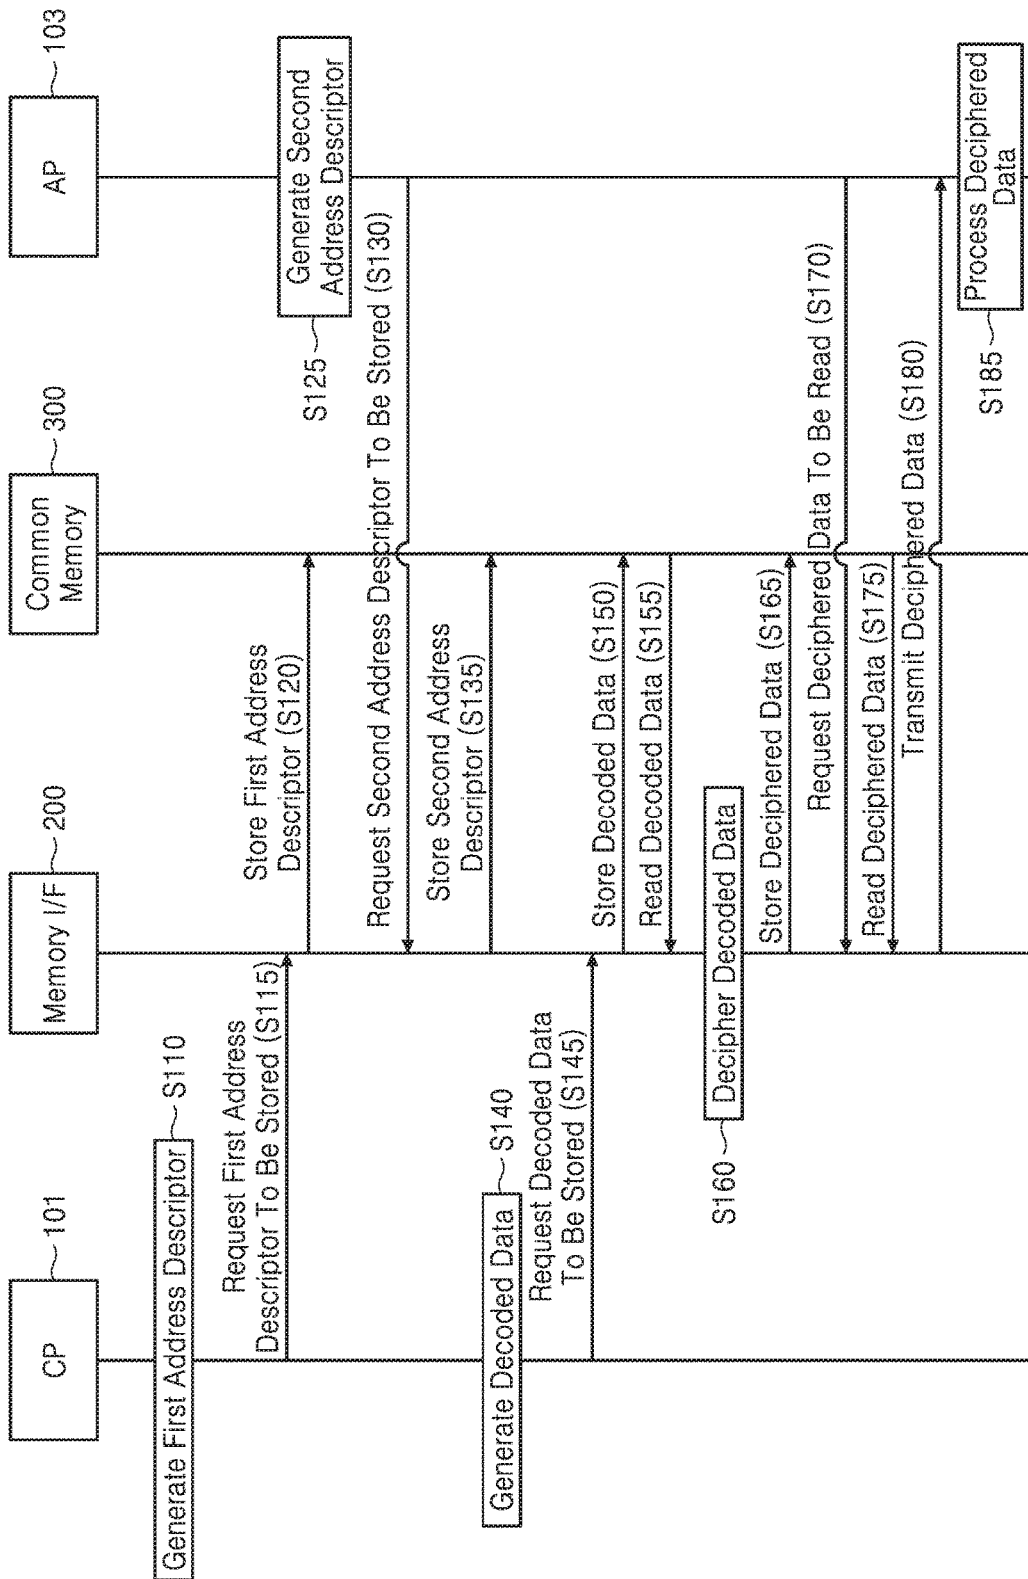 CP
101
Memory I/F
200
Common
Memory
300
AP
103
Generate First Address Descriptor
S110
Request First Address
Descriptor To Be Stored (S115)
Store First Address
Descriptor (S120)
Generate Second
Address Descriptor
S125
Request Second Address Descriptor To Be Stored (S130)
Store Second Address
Descriptor (S135)
Generate Decoded Data
S140
Request Decoded Data
To Be Stored (S145)
Store Decoded Data (S150)
Read Decoded Data (S155)
Decipher Decoded Data
S160
Store Deciphered Data (S165)
Request Deciphered Data To Be Read (S170)
Read Deciphered Data (S175)
Transmit Deciphered Data (S180)
Process Deciphered
Data
S185